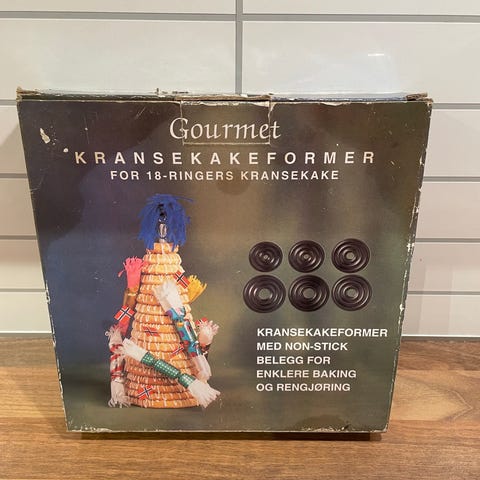 Gourmet
KRANSEKAKEFORMER
FOR 18-RINGERS KRANSEKAKE
KRANSEKAKEFORMER
MED NON-STICK
BELEGG FOR
ENKLERE BAKING
OG RENGJØRING